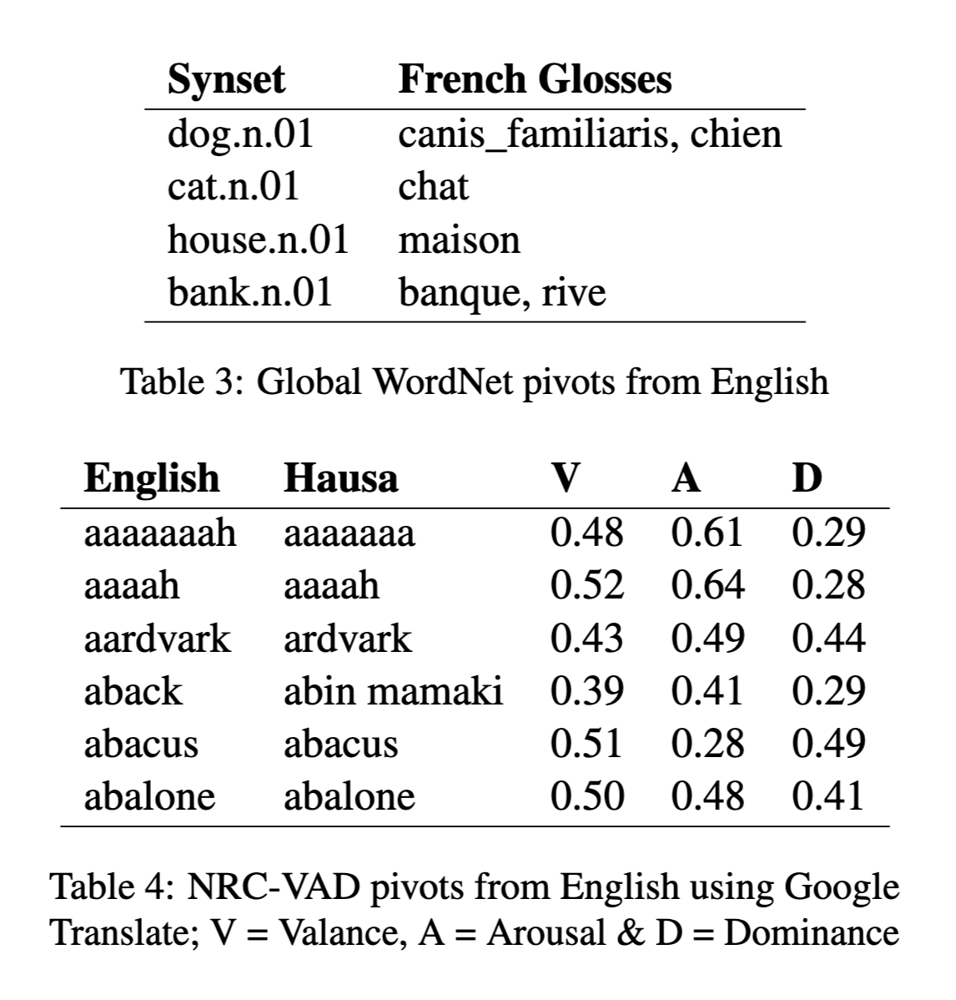 Synset French Glosses
dog.n.01 canis_familiaris, chien
cat.n.01 chat
house.n.01 maison
bank.n.01 banque, rive
Table 3: Global WordNet pivots from English
English Hausa V A D
aaaaaaah aaaaaaa 0.48 0.61 0.29
aaaah aaaah 0.52 0.64 0.28
aardvark ardvark 0.43 0.49 0.44
aback abin mamaki 0.39 0.41 0.29
abacus abacus 0.51 0.28 0.49
abalone abalone 0.50 0.48 0.41
Table 4: NRC-VAD pivots from English using Google
Translate; V = Valance, A = Arousal & D = Dominance